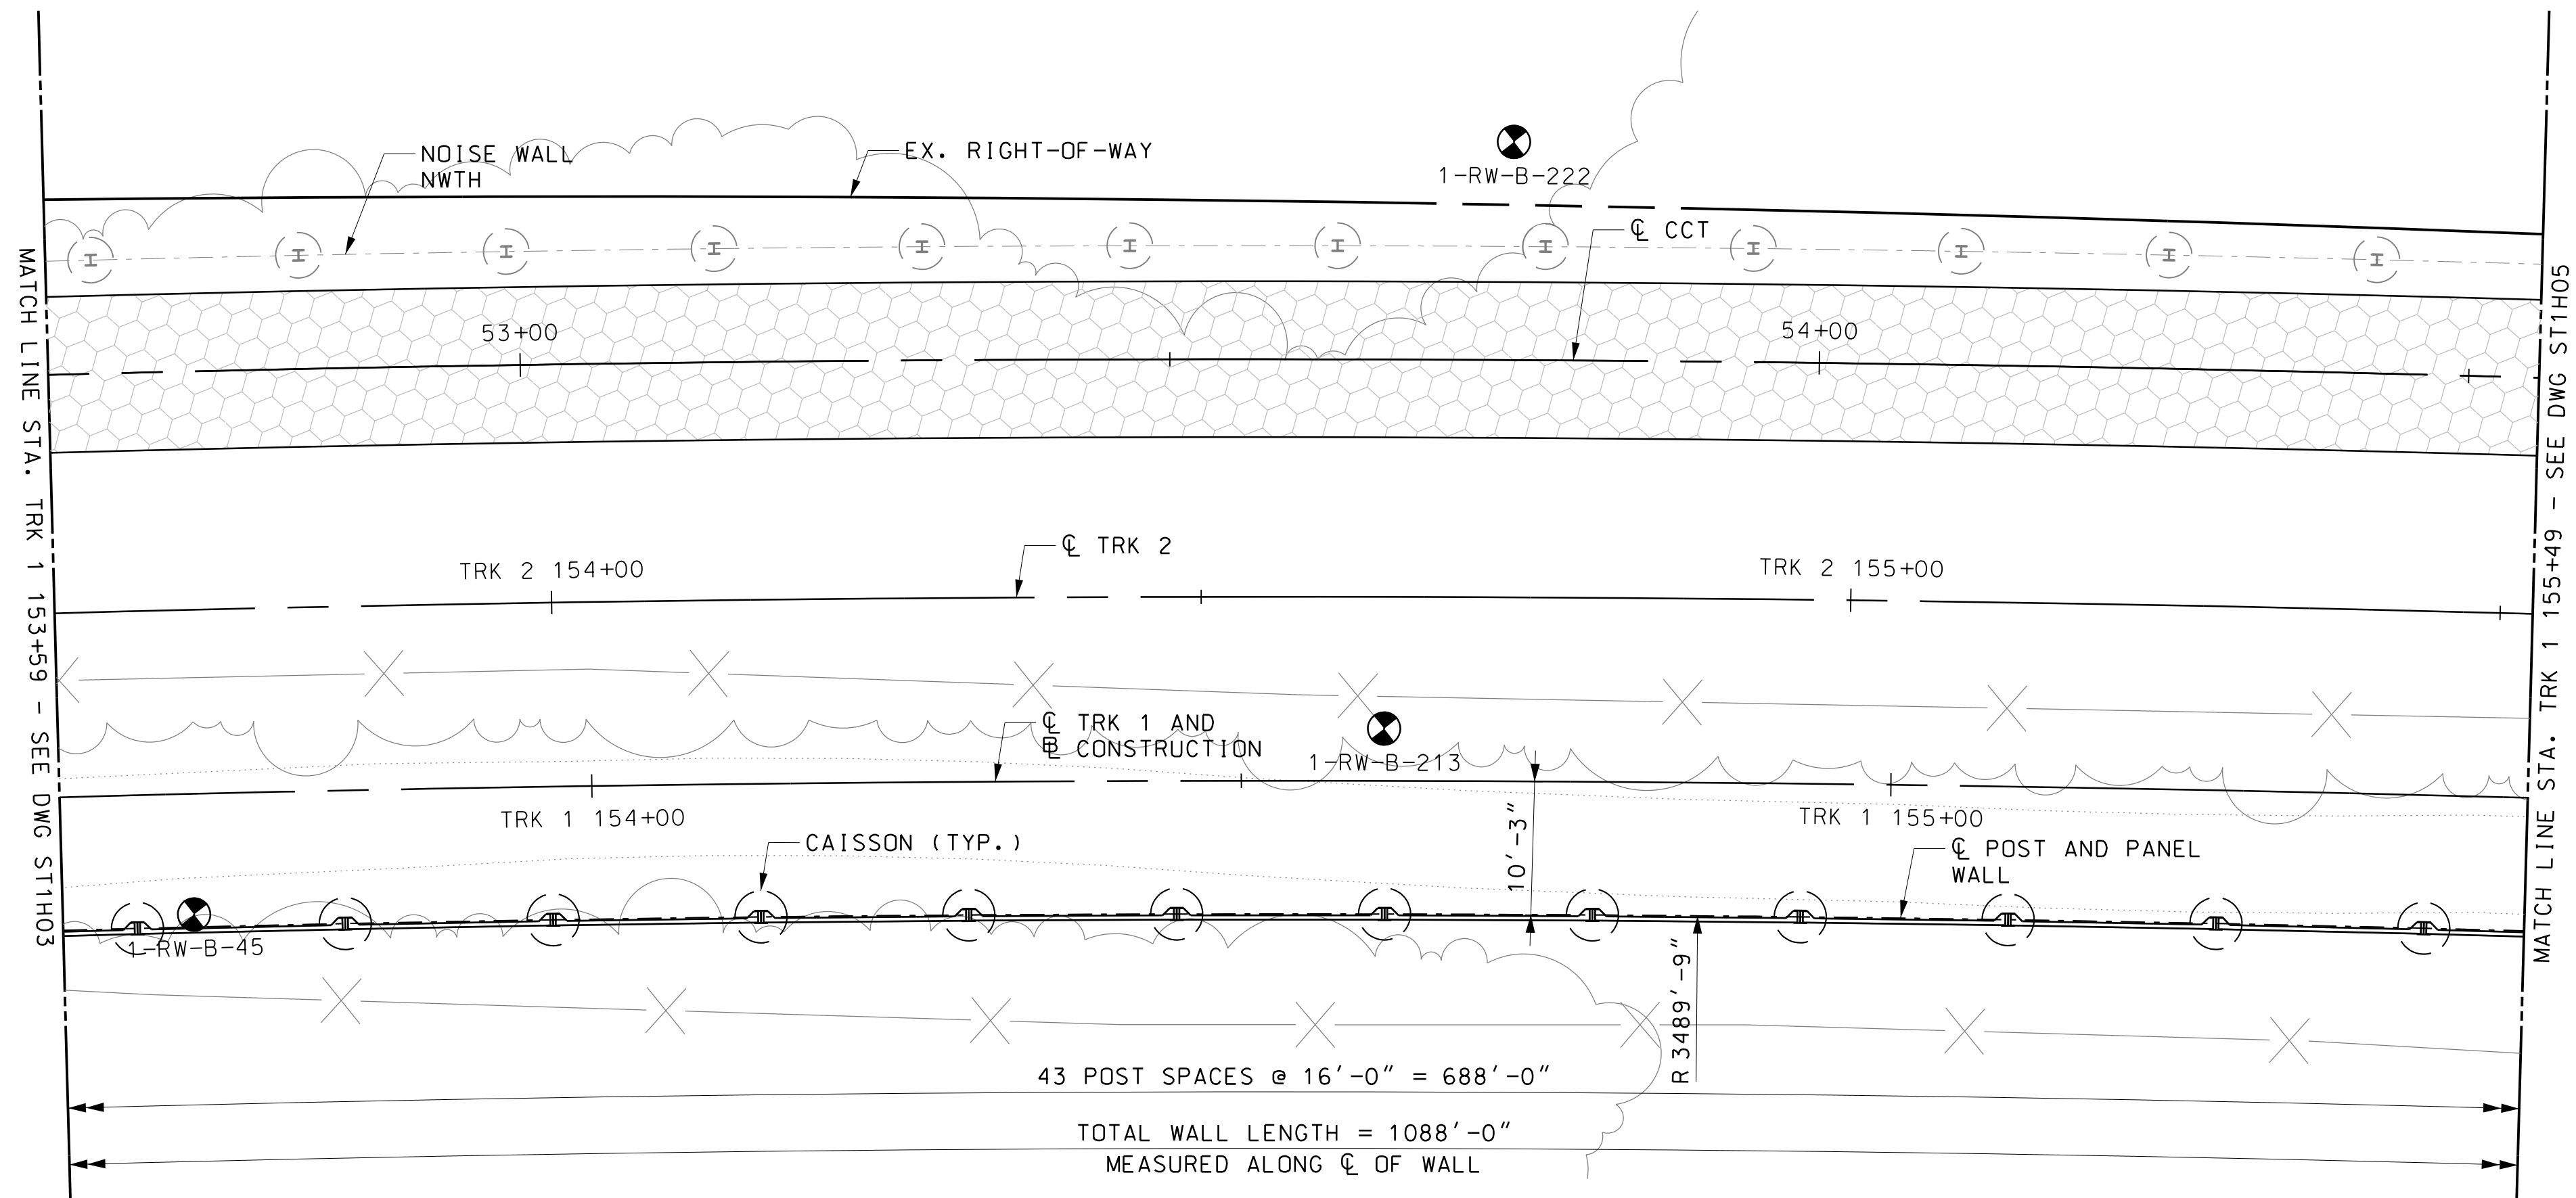 NOISE WALL
NWTH
EX. RIGHT-OF-WAY
1-RW-B-222
℄ CCT
53+00
54+00
MATCH LINE STA. TRK 1 153+59 - SEE DWG ST1H03
MATCH LINE STA. TRK 1 155+49 - SEE DWG ST1H05
℄ TRK 2
TRK 2 154+00
TRK 2 155+00
℄ TRK 1 AND
B CONSTRUCTION
1-RW-B-213
TRK 1 154+00
TRK 1 155+00
CAISSON (TYP.)
10'-3"
℄ POST AND PANEL
WALL
1-RW-B-45
R 3489'-9"
43 POST SPACES @ 16'-0" = 688'-0"
TOTAL WALL LENGTH = 1088'-0"
MEASURED ALONG ℄ OF WALL